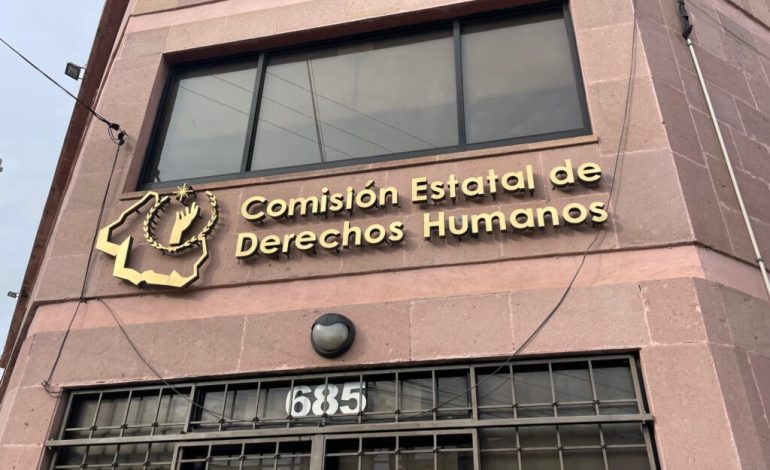 Comisión Estatal de
Derechos Humanos
685